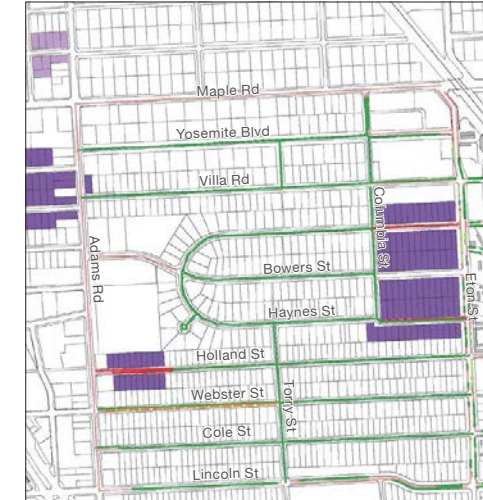 Maple Rd
Yosemite Blvd
Villa Rd
Columbia St
Adams Rd
Bowers St
Eton St
Haynes St
Holland St
Webster St
Torry St
Cole St
Lincoln St